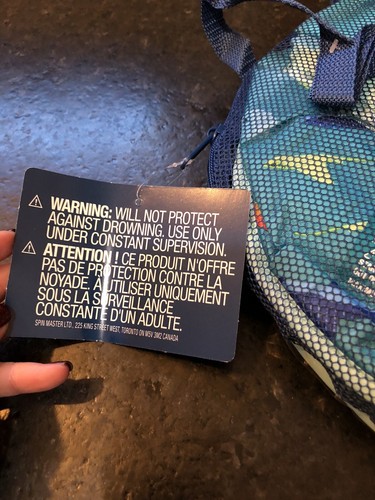 ⚠ WARNING: WILL NOT PROTECT
AGAINST DROWNING. USE ONLY
UNDER CONSTANT SUPERVISION.
⚠ ATTENTION ! CE PRODUIT N'OFFRE
PAS DE PROTECTION CONTRE LA
NOYADE. À UTILISER UNIQUEMENT
SOUS LA SURVEILLANCE
CONSTANTE D'UN ADULTE.
SPIN MASTER LTD., 225 KING STREET WEST, TORONTO ON M5V 3M2 CANADA